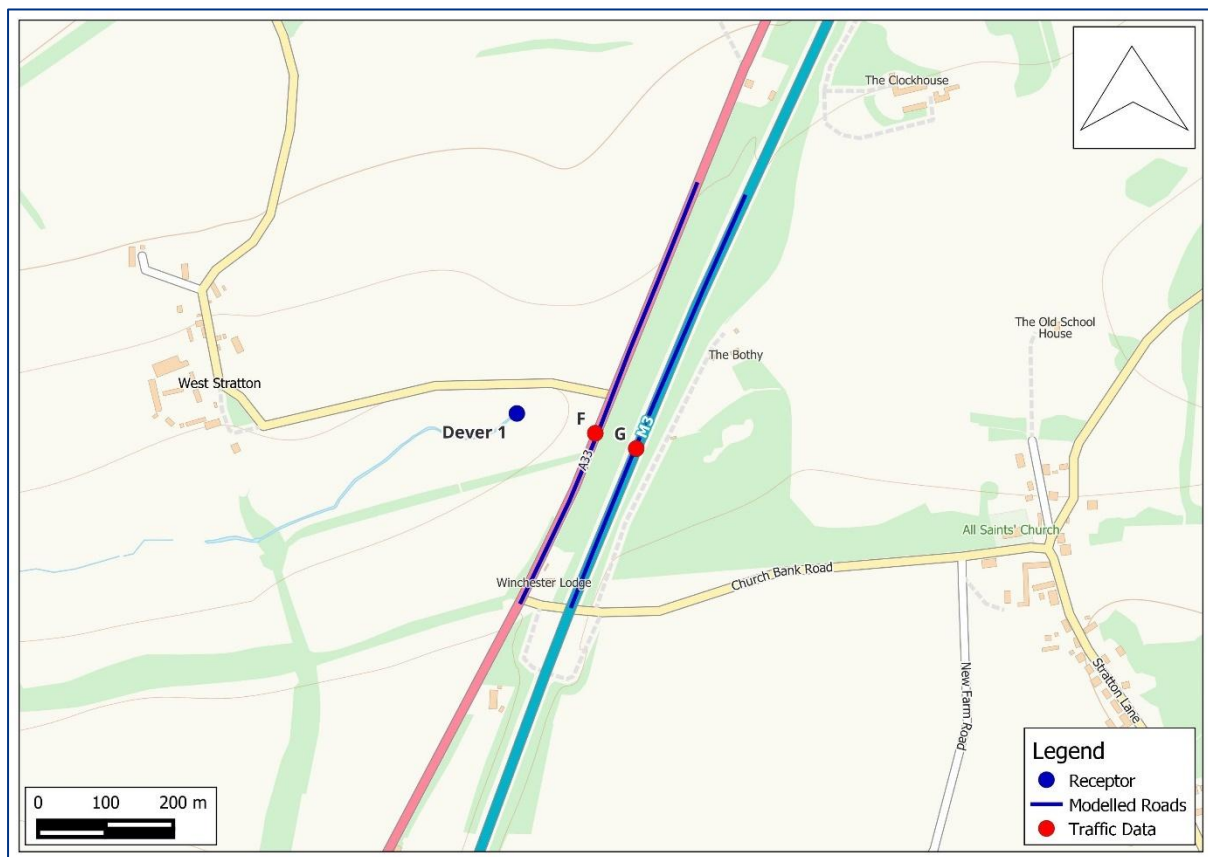 The Clockhouse
The Old School
House
The Bothy
M3
West Stratton
Dever 1
F
G
A33
All Saints' Church
Winchester Lodge
Church Bank Road
New Farm Road
Stratton Lane
Legend
Receptor
Modelled Roads
Traffic Data
0 100 200 m